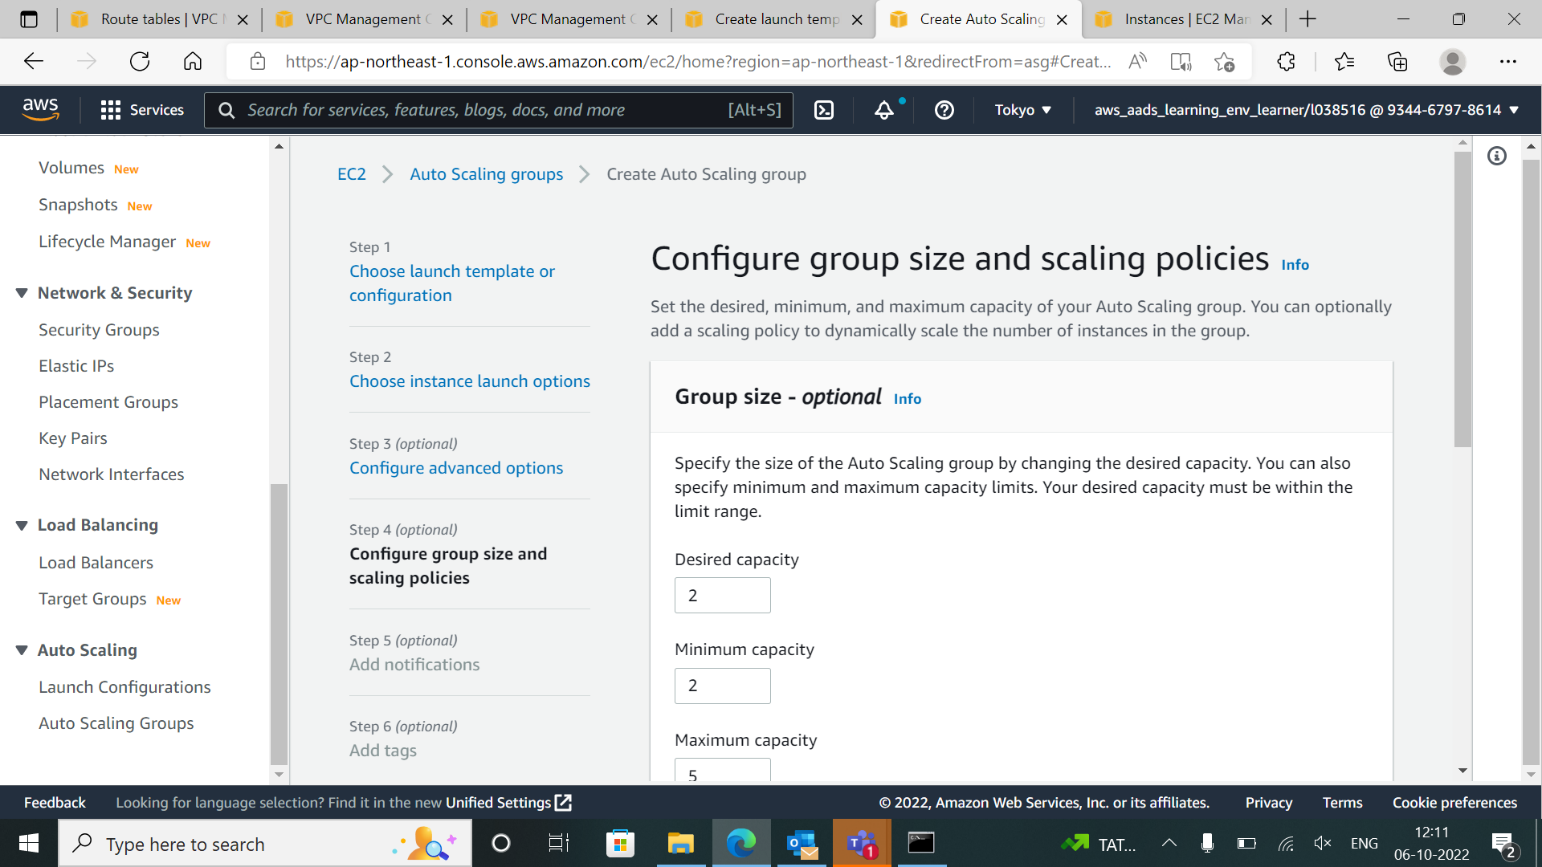 Route tables | VPC
VPC Management
VPC Management
Create launch temp
Create Auto Scaling
Instances | EC2 Man
https://ap-northeast-1.console.aws.amazon.com/ec2/home?region=ap-northeast-1&redirectFrom=asg#Creat...
aws
Services
Search for services, features, blogs, docs, and more
[Alt+S]
Tokyo ▼
aws_aads_learning_env_learner/l038516 @ 9344-6797-8614 ▼
Volumes New
Snapshots New
Lifecycle Manager New
Network & Security
Security Groups
Elastic IPs
Placement Groups
Key Pairs
Network Interfaces
Load Balancing
Load Balancers
Target Groups New
Auto Scaling
Launch Configurations
Auto Scaling Groups
EC2 > Auto Scaling groups > Create Auto Scaling group
Step 1
Choose launch template or
configuration
Step 2
Choose instance launch options
Step 3 (optional)
Configure advanced options
Step 4 (optional)
Configure group size and
scaling policies
Step 5 (optional)
Add notifications
Step 6 (optional)
Add tags
Configure group size and scaling policies Info
Set the desired, minimum, and maximum capacity of your Auto Scaling group. You can optionally
add a scaling policy to dynamically scale the number of instances in the group.
Group size - optional Info
Specify the size of the Auto Scaling group by changing the desired capacity. You can also
specify minimum and maximum capacity limits. Your desired capacity must be within the
limit range.
Desired capacity
2
Minimum capacity
2
Maximum capacity
5
Feedback
Looking for language selection? Find it in the new Unified Settings
© 2022, Amazon Web Services, Inc. or its affiliates.
Privacy
Terms
Cookie preferences
Type here to search
1
TAT...
ENG
12:11
06-10-2022
2